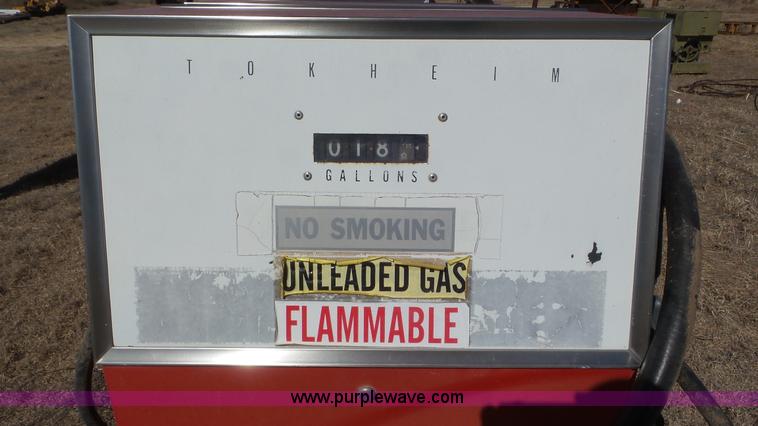 TOKHEIM
018
GALLONS
NO SMOKING
UNLEADED GAS
FLAMMABLE
www.purplewave.com